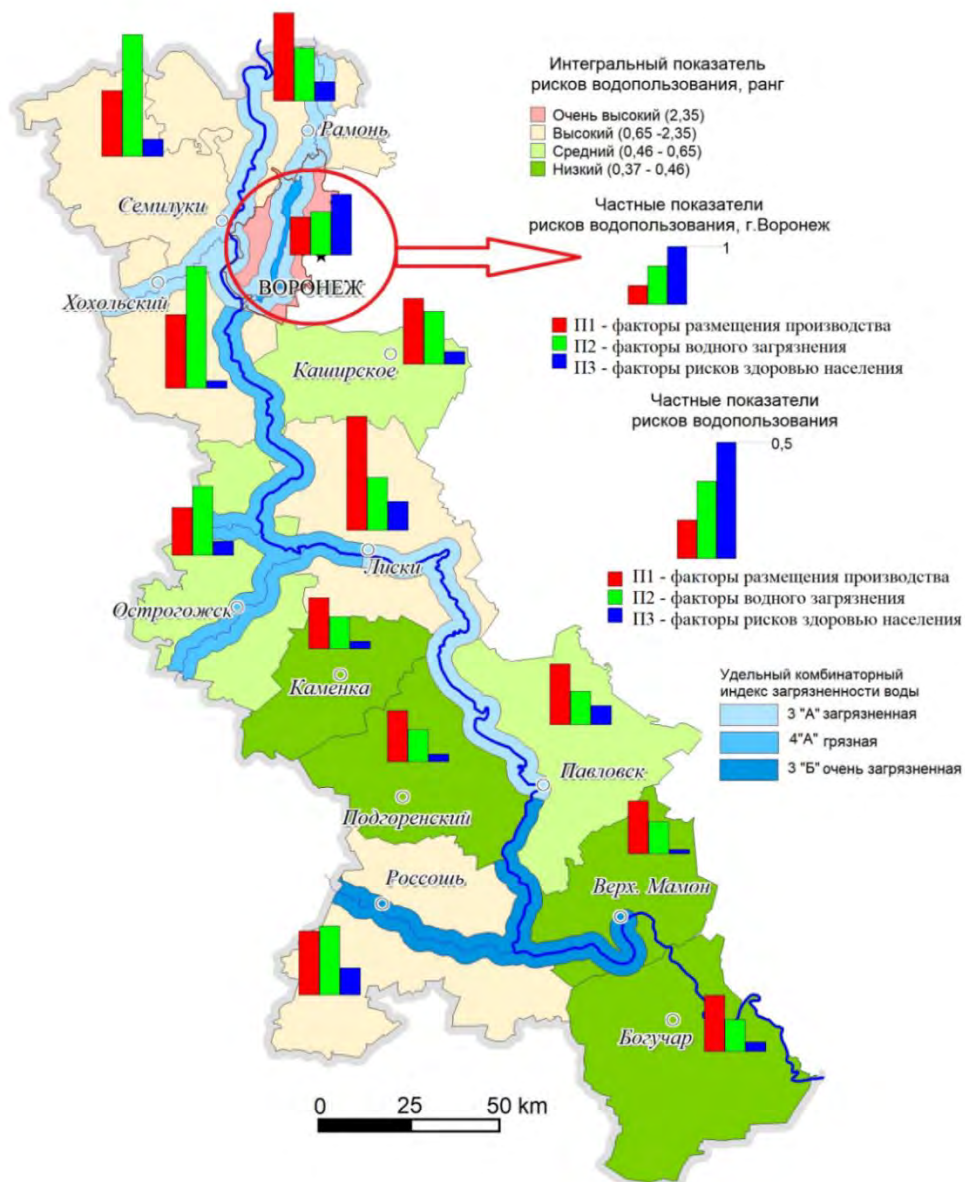 Интегральный показатель
рисков водопользования, ранг
Очень высокий (2,35)
Высокий (0,65 -2,35)
Средний (0,46 - 0,65)
Низкий (0,37 - 0,46)
Частные показатели
рисков водопользования, г.Воронеж
1
П1 - факторы размещения производства
П2 - факторы водного загрязнения
П3 - факторы рисков здоровью населения
Частные показатели
рисков водопользования
0,5
П1 - факторы размещения производства
П2 - факторы водного загрязнения
П3 - факторы рисков здоровью населения
Удельный комбинаторный
индекс загрязненности воды
3 "А" загрязненная
4"А" грязная
3 "Б" очень загрязненная
Рамонь
Семилуки
ВОРОНЕЖ
Хохольский
Каширское
Лиски
Острогожск
Каменка
Павловск
Подгоренский
Россошь
Верх. Мамон
Богучар
0 25 50 km